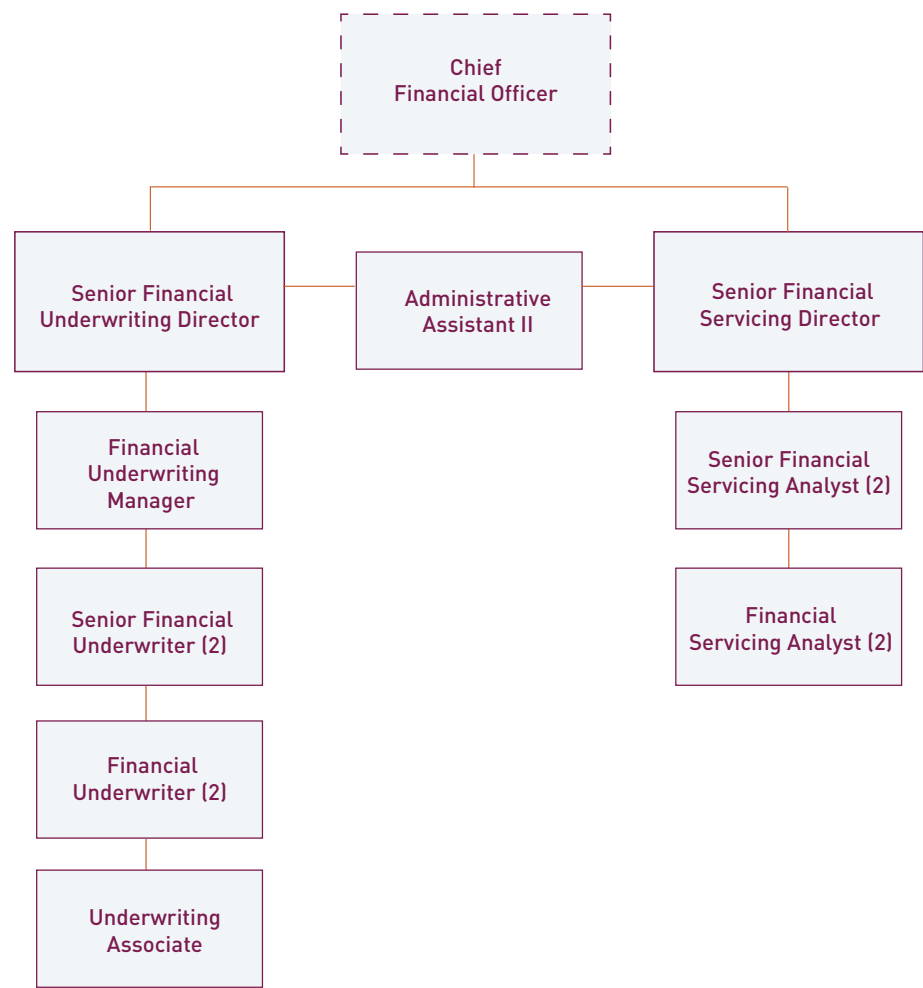 Chief
Financial Officer
Senior Financial
Underwriting Director
Administrative
Assistant II
Senior Financial
Servicing Director
Financial
Underwriting
Manager
Senior Financial
Servicing Analyst (2)
Senior Financial
Underwriter (2)
Financial
Servicing Analyst (2)
Financial
Underwriter (2)
Underwriting
Associate